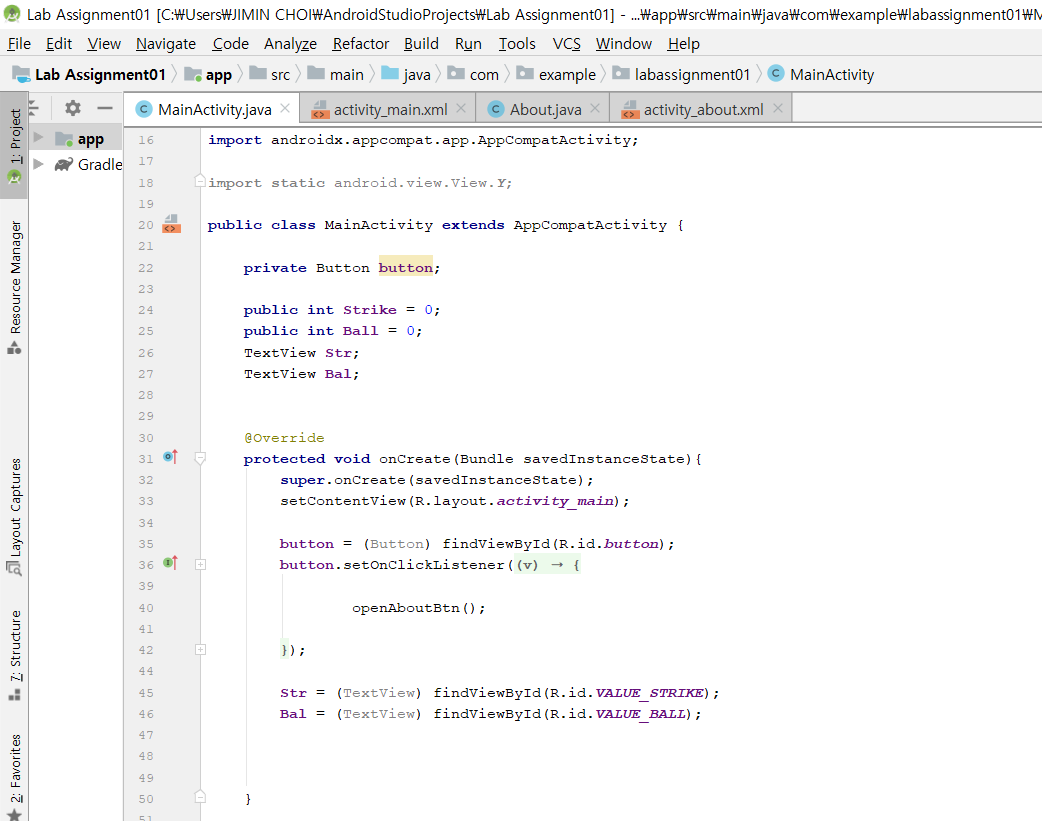 Lab Assignment01 [C:₩Users₩JIMIN CHOI₩AndroidStudioProjects₩Lab Assignment01] - ...₩app₩src₩main₩java₩com₩example₩labassignment01₩M
File Edit View Navigate Code Analyze Refactor Build Run Tools VCS Window Help
Lab Assignment01 app src main java com example labassignment01 MainActivity
MainActivity.java activity_main.xml About.java activity_about.xml
1: Project
Resource Manager
Layout Captures
7: Structure
2: Favorites
app
Gradle
16 import androidx.appcompat.app.AppCompatActivity;
17
18 import static android.view.View.Y;
19
20 public class MainActivity extends AppCompatActivity {
21
22 private Button button;
23
24 public int Strike = 0;
25 public int Ball = 0;
26 TextView Str;
27 TextView Bal;
28
29
30 @Override
31 protected void onCreate(Bundle savedInstanceState){
32 super.onCreate(savedInstanceState);
33 setContentView(R.layout.activity_main);
34
35 button = (Button) findViewById(R.id.button);
36 button.setOnClickListener((v) → {
39
40 openAboutBtn();
41
42 });
44
45 Str = (TextView) findViewById(R.id.VALUE_STRIKE);
46 Bal = (TextView) findViewById(R.id.VALUE_BALL);
47
48
49
50 }
51